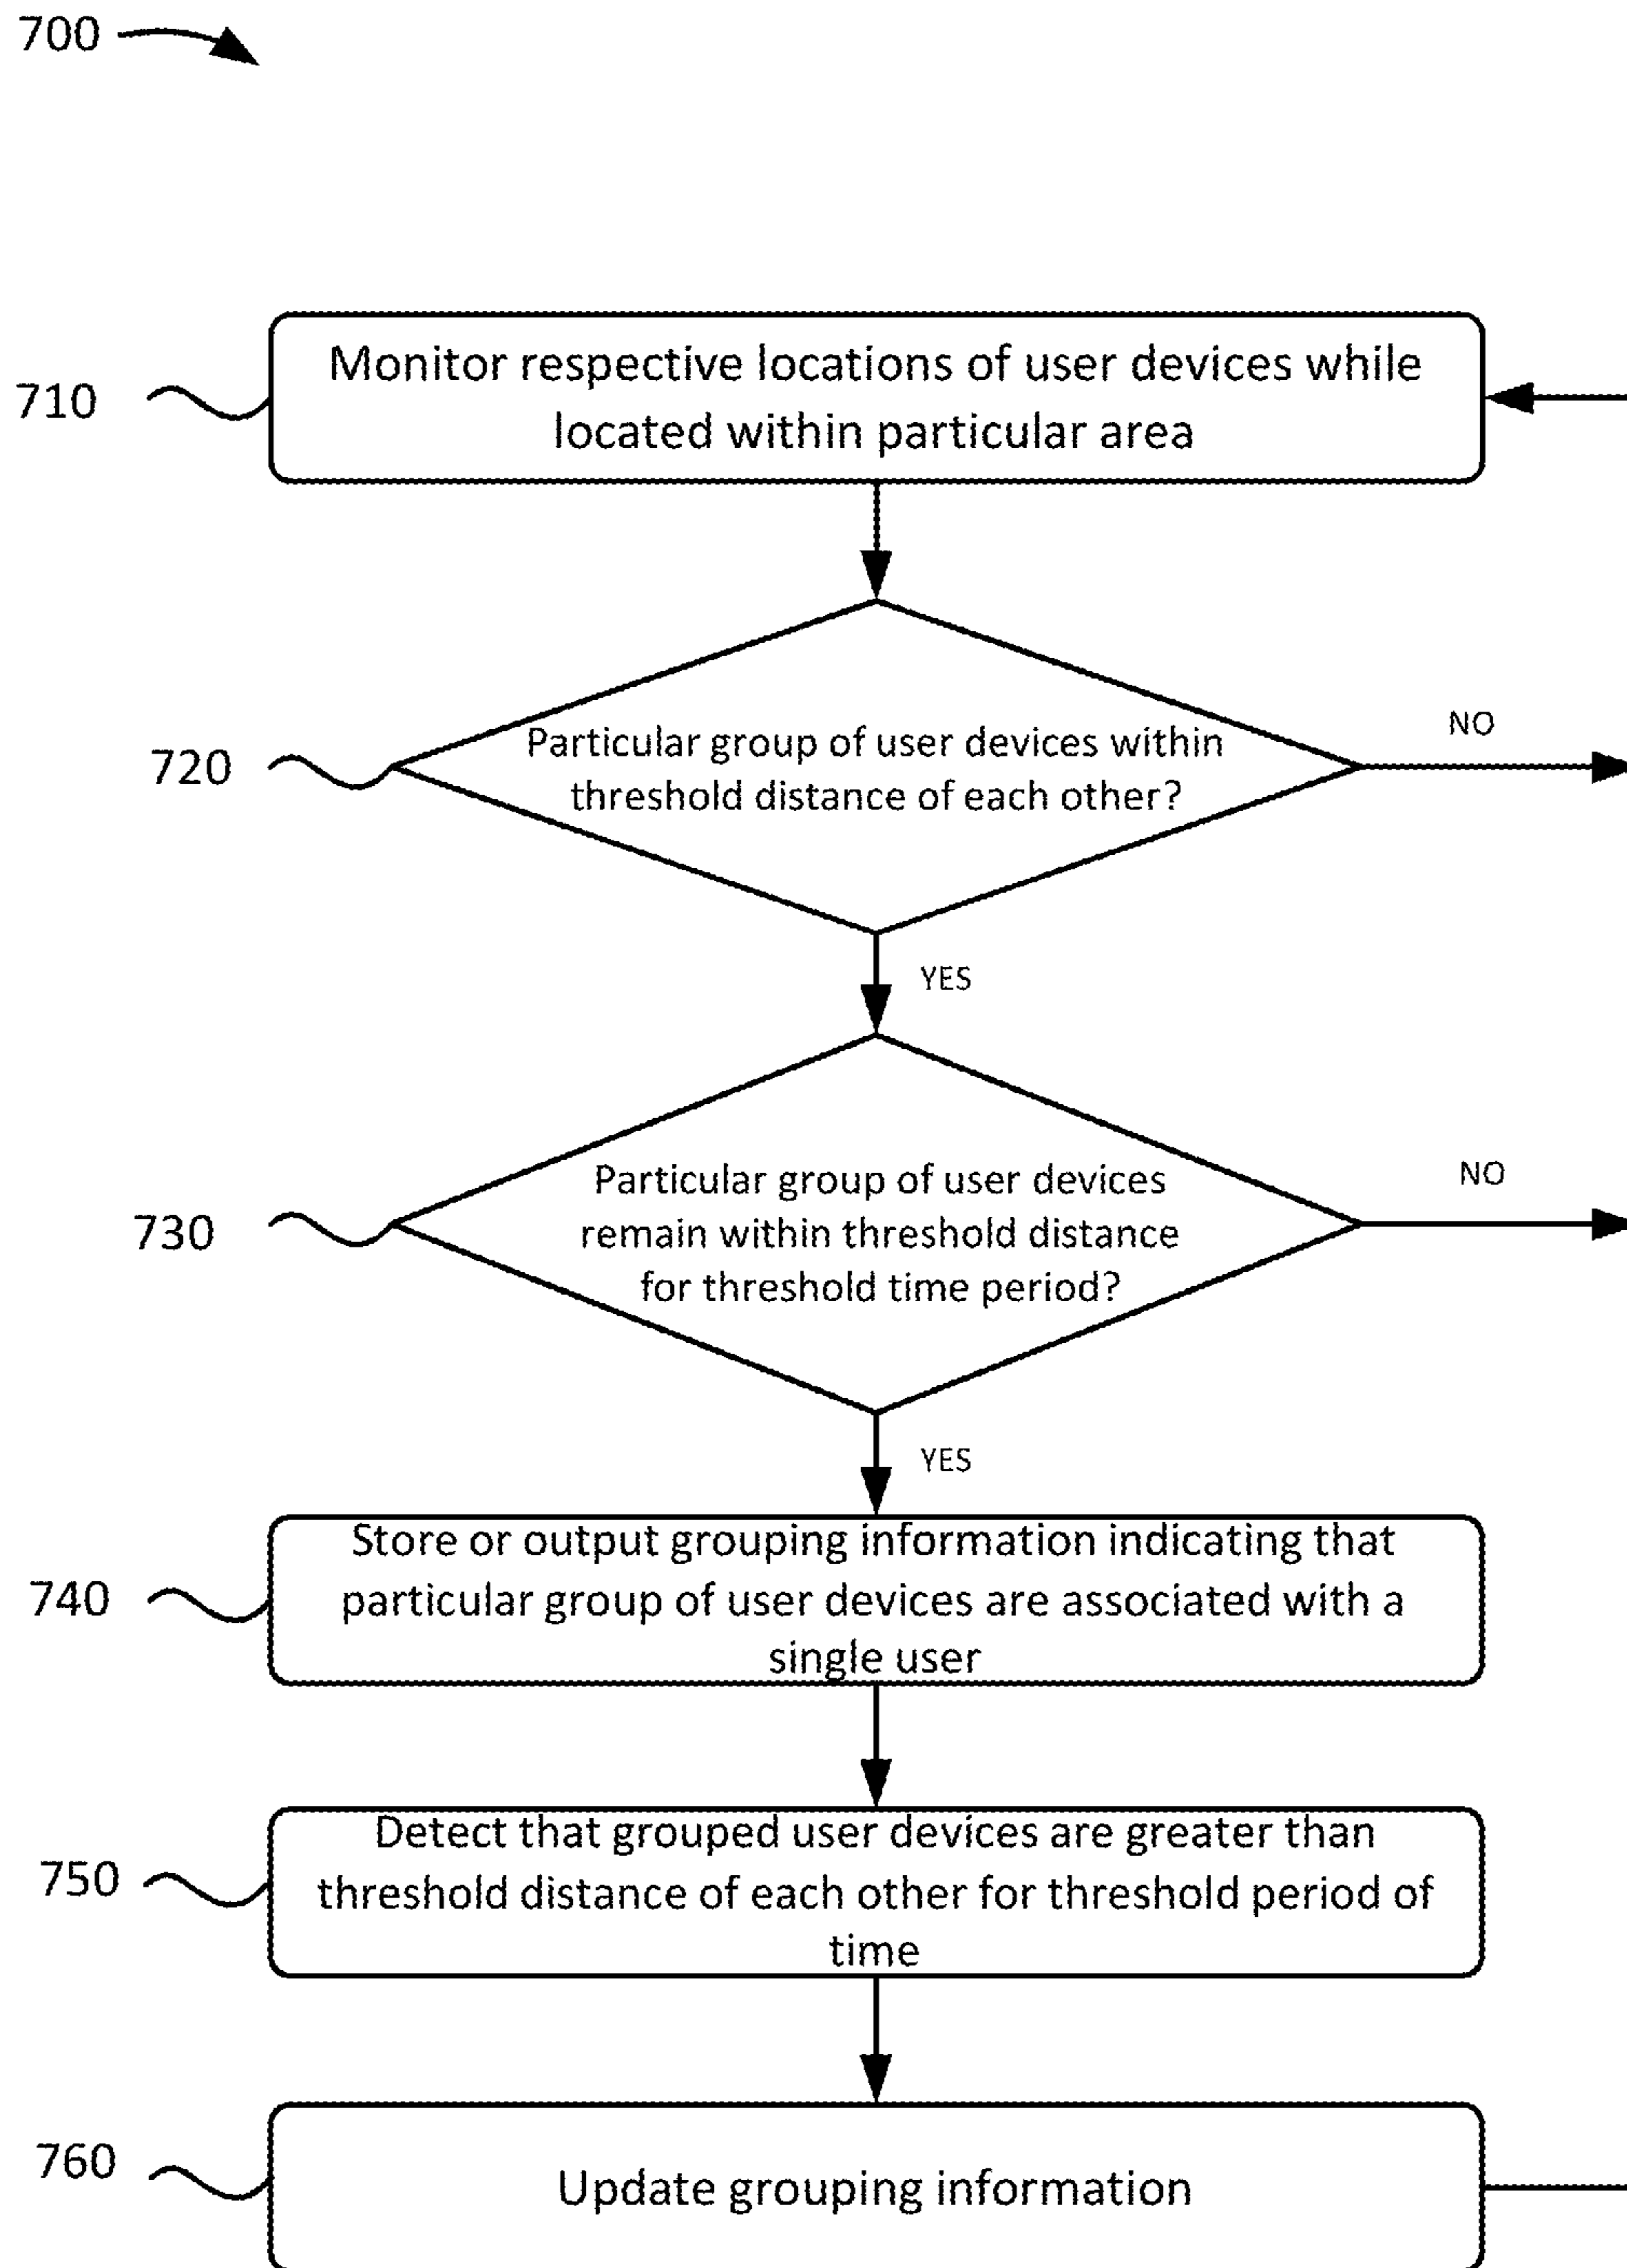 700
710
Monitor respective locations of user devices while
located within particular area
720
Particular group of user devices within
threshold distance of each other?
NO
YES
730
Particular group of user devices
remain within threshold distance
for threshold time period?
NO
YES
740
Store or output grouping information indicating that
particular group of user devices are associated with a
single user
750
Detect that grouped user devices are greater than
threshold distance of each other for threshold period of
time
760
Update grouping information